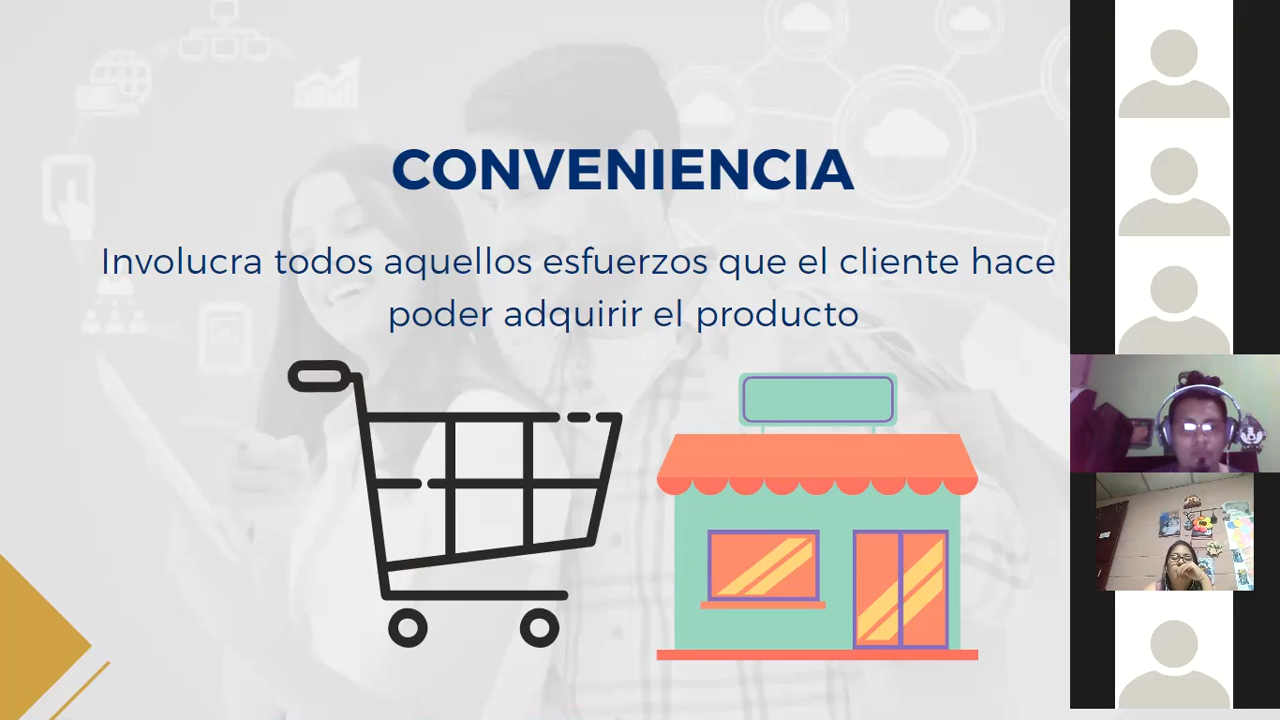 CONVENIENCIA
Involucra todos aquellos esfuerzos que el cliente hace
poder adquirir el producto